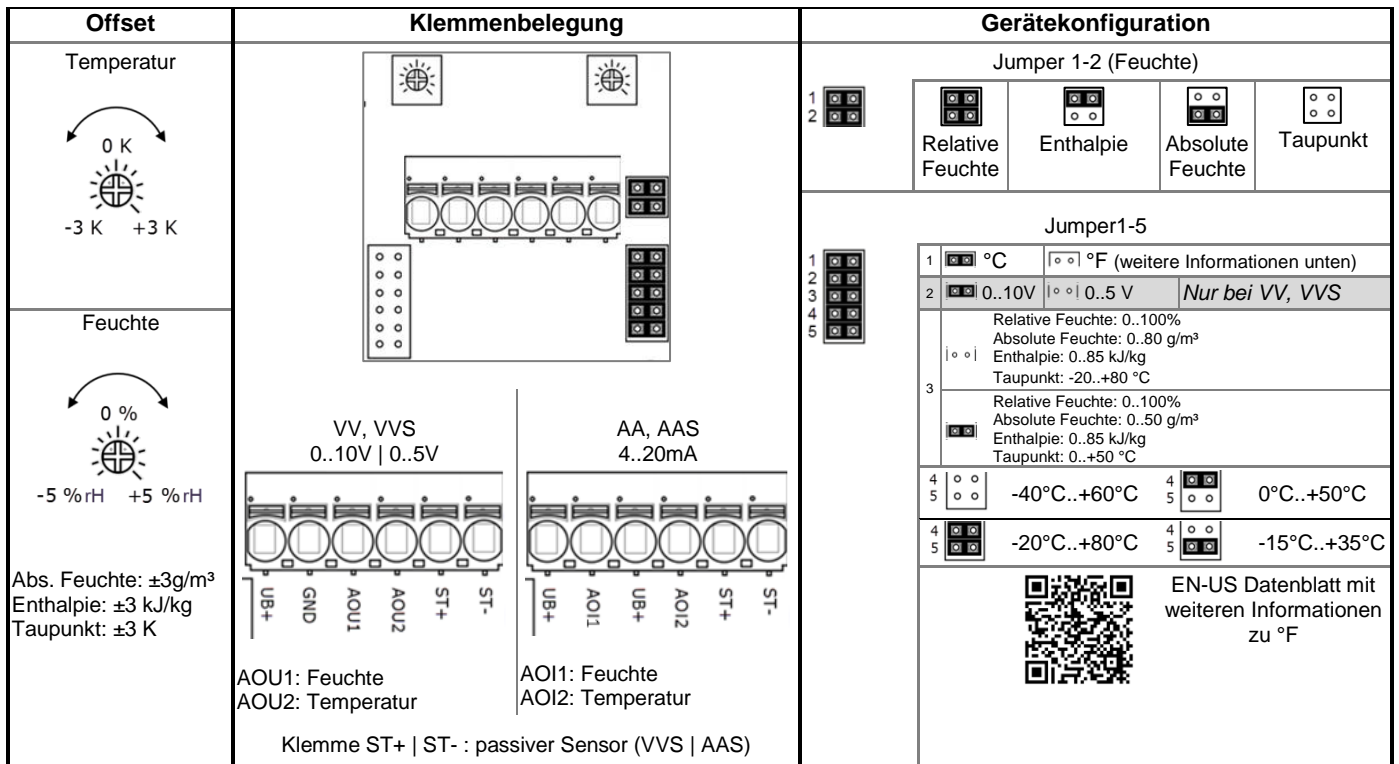 Offset
Temperatur
0 K
-3 K +3 K
Feuchte
0 %
-5 %rH +5 %rH
Abs. Feuchte: ±3g/m³
Enthalpie: ±3 kJ/kg
Taupunkt: ±3 K
Klemmenbelegung
VV, VVS
0..10V | 0..5V
UB+ GND AOU1 AOU2 ST+ ST-
AOU1: Feuchte
AOU2: Temperatur
AA, AAS
4..20mA
UB+ AOI1 UB+ AOI2 ST+ ST-
AOI1: Feuchte
AOI2: Temperatur
Klemme ST+ | ST- : passiver Sensor (VVS | AAS)
Gerätekonfiguration
Jumper 1-2 (Feuchte)
1
2
Relative
Feuchte
Enthalpie
Absolute
Feuchte
Taupunkt
Jumper1-5
1
2
3
4
5
1 °C °F (weitere Informationen unten)
2 0..10V 0..5 V Nur bei VV, VVS
3
Relative Feuchte: 0..100%
Absolute Feuchte: 0..80 g/m³
Enthalpie: 0..85 kJ/kg
Taupunkt: -20..+80 °C
Relative Feuchte: 0..100%
Absolute Feuchte: 0..50 g/m³
Enthalpie: 0..85 kJ/kg
Taupunkt: 0..+50 °C
4
5
-40°C..+60°C
4
5
0°C..+50°C
4
5
-20°C..+80°C
4
5
-15°C..+35°C
EN-US Datenblatt mit
weiteren Informationen
zu °F